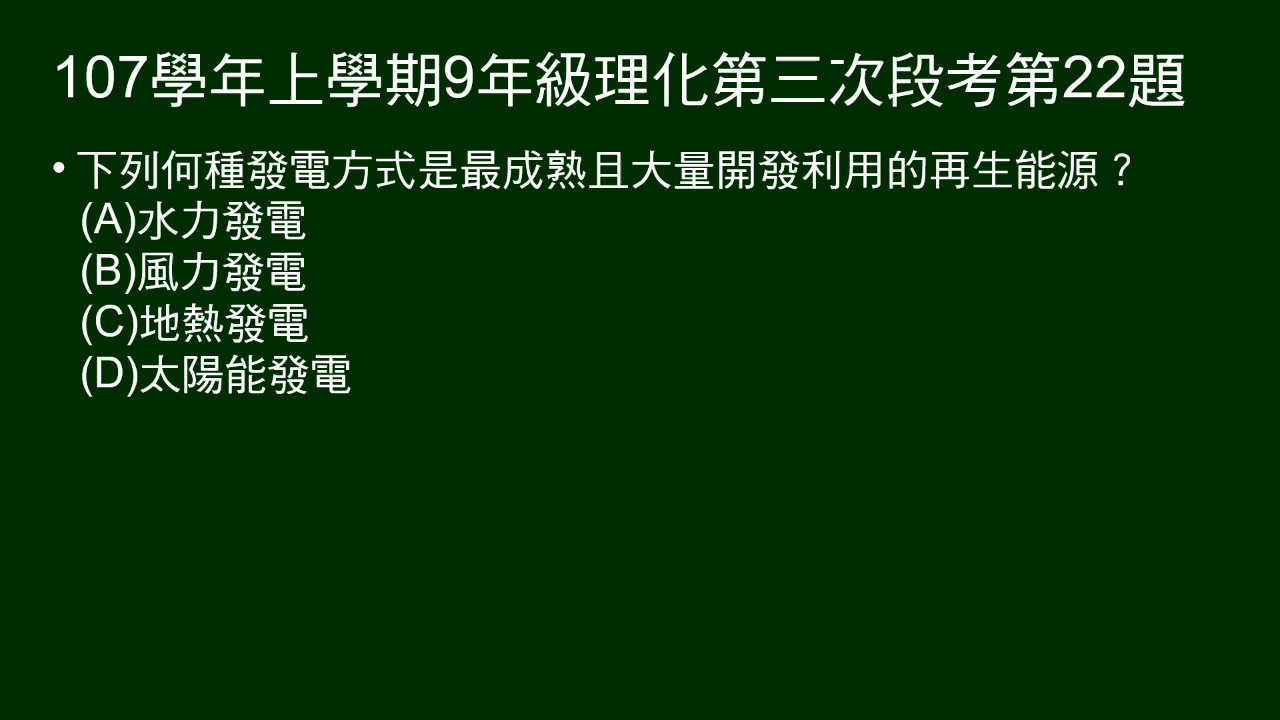 107學年上學期9年級理化第三次段考第22題
• 下列何種發電方式是最成熟且大量開發利用的再生能源？
(A)水力發電
(B)風力發電
(C)地熱發電
(D)太陽能發電